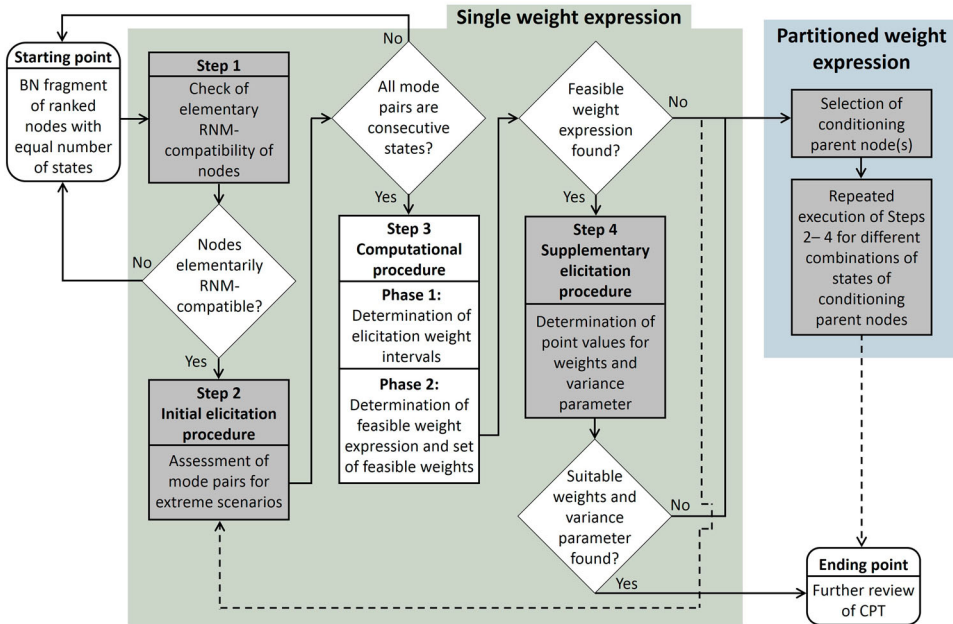 Single weight expression
Partitioned weight
expression
Starting point
BN fragment
of ranked
nodes with
equal number
of states
Step 1
Check of
elementary
RNM-
compatibility of
nodes
Nodes
elementarily
RNM-
compatible?
No
Yes
Step 2
Initial elicitation
procedure
Assessment of
mode pairs for
extreme scenarios
No
All mode
pairs are
consecutive
states?
Yes
Step 3
Computational
procedure
Phase 1:
Determination of
elicitation weight
intervals
Phase 2:
Determination of
feasible weight
expression and set
of feasible weights
Feasible
weight
expression
found?
No
Yes
Step 4
Supplementary
elicitation
procedure
Determination of
point values for
weights and
variance
parameter
Suitable
weights and
variance
parameter
found?
No
Yes
Selection of
conditioning
parent node(s)
Repeated
execution of Steps
2– 4 for different
combinations of
states of
conditioning
parent nodes
Ending point
Further review
of CPT